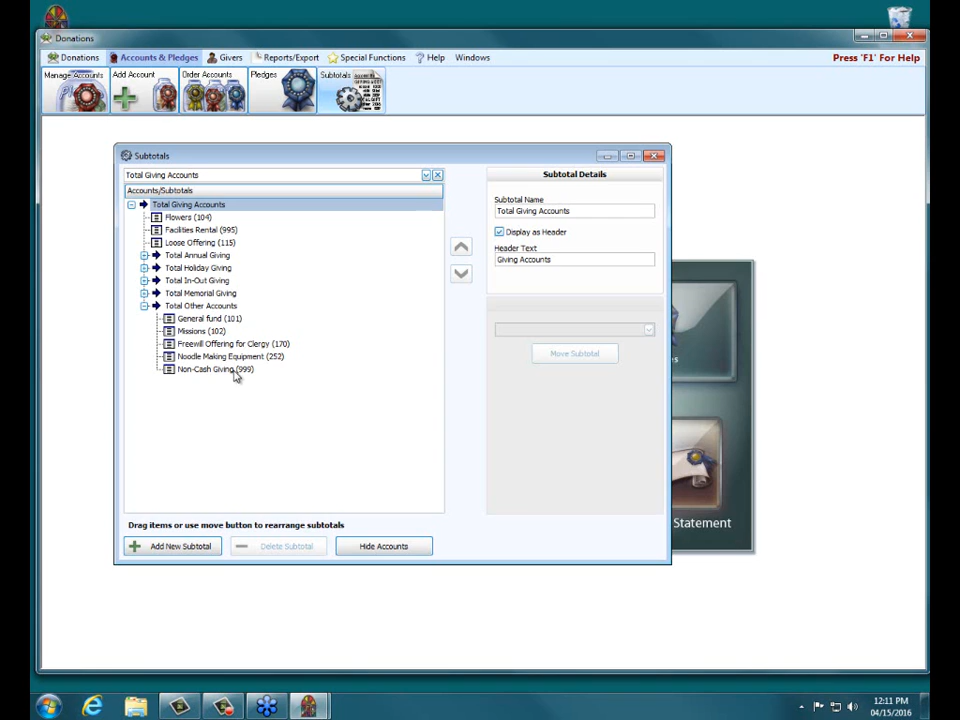 Donations
Donations Accounts & Pledges Givers Reports/Export Special Functions Help Windows Press 'F1' For Help
Manage Accounts Add Account Order Accounts Pledges Subtotals
Subtotals
Total Giving Accounts
Accounts/Subtotals
Total Giving Accounts
Flowers (104)
Facilities Rental (995)
Loose Offering (115)
Total Annual Giving
Total Holiday Giving
Total In-Out Giving
Total Memorial Giving
Total Other Accounts
General fund (101)
Missions (102)
Freewill Offering for Clergy (170)
Noodle Making Equipment (252)
Non-Cash Giving (999)
Subtotal Details
Subtotal Name
Total Giving Accounts
Display as Header
Header Text
Giving Accounts
Move Subtotal
Drag items or use move button to rearrange subtotals
Add New Subtotal Delete Subtotal Hide Accounts
Statement
12:11 PM
04/15/2016